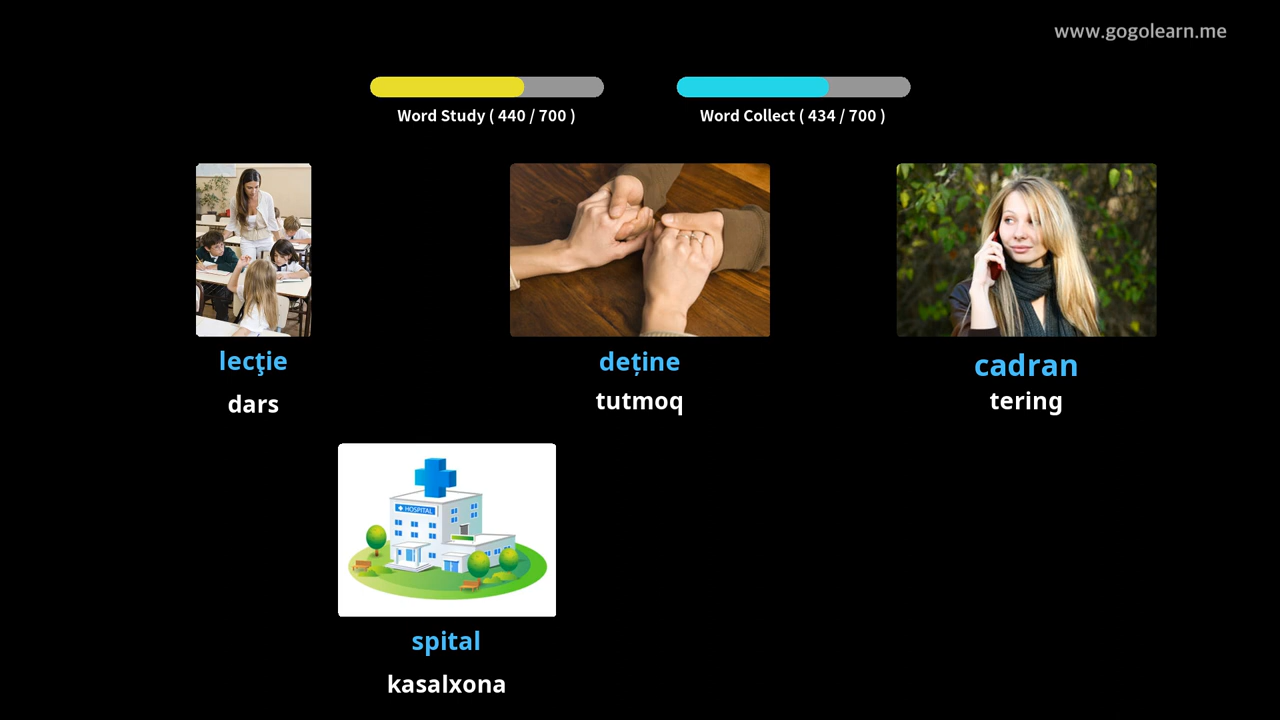 www.gogolearn.me
Word Study ( 440 / 700 )
Word Collect ( 434 / 700 )
lecţie
dars
deține
tutmoq
cadran
tering
HOSPITAL
spital
kasalxona